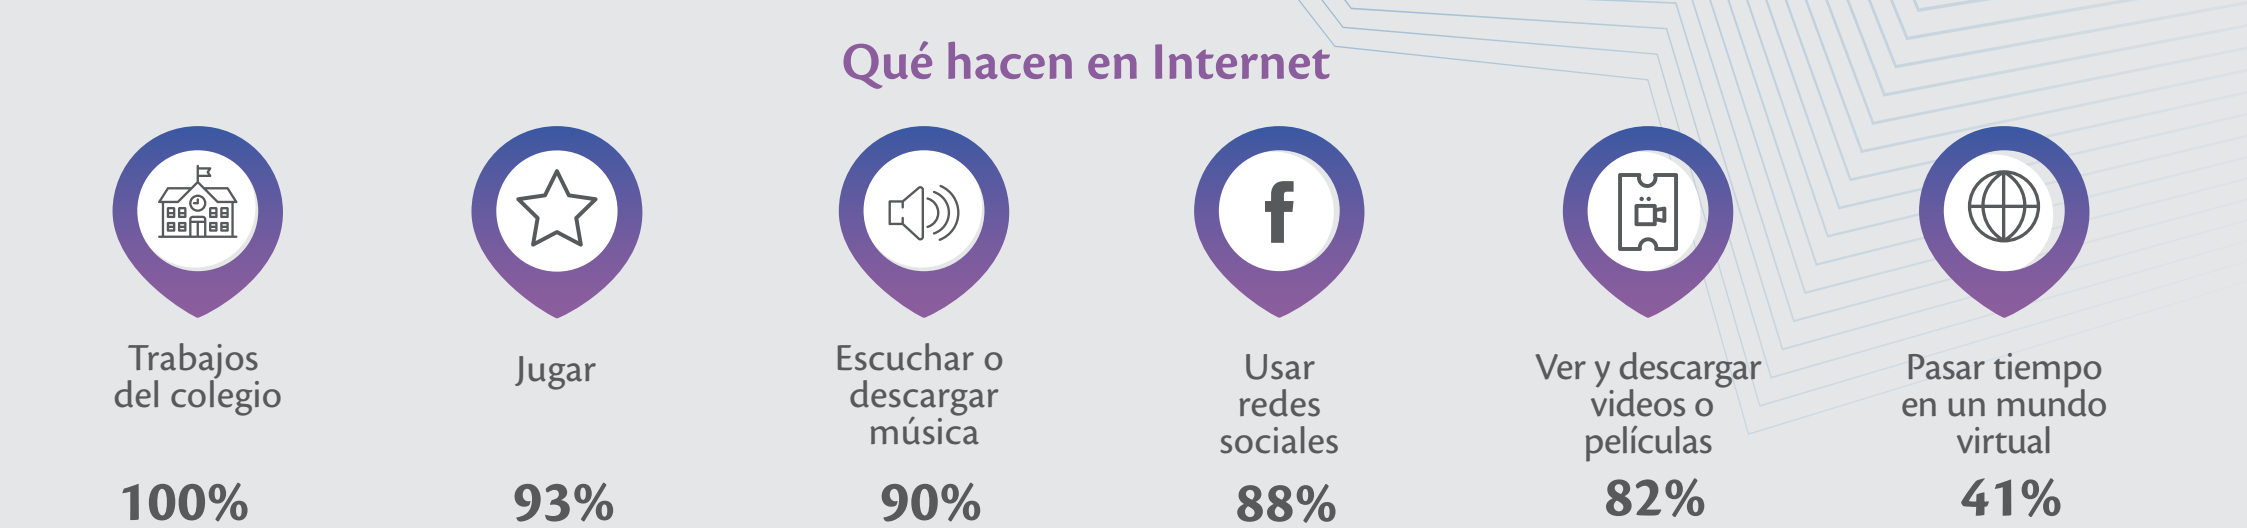 Qué hacen en Internet
Trabajos
del colegio
100%
Jugar
93%
Escuchar o
descargar
música
90%
Usar
redes
sociales
88%
Ver y descargar
videos o
películas
82%
Pasar tiempo
en un mundo
virtual
41%